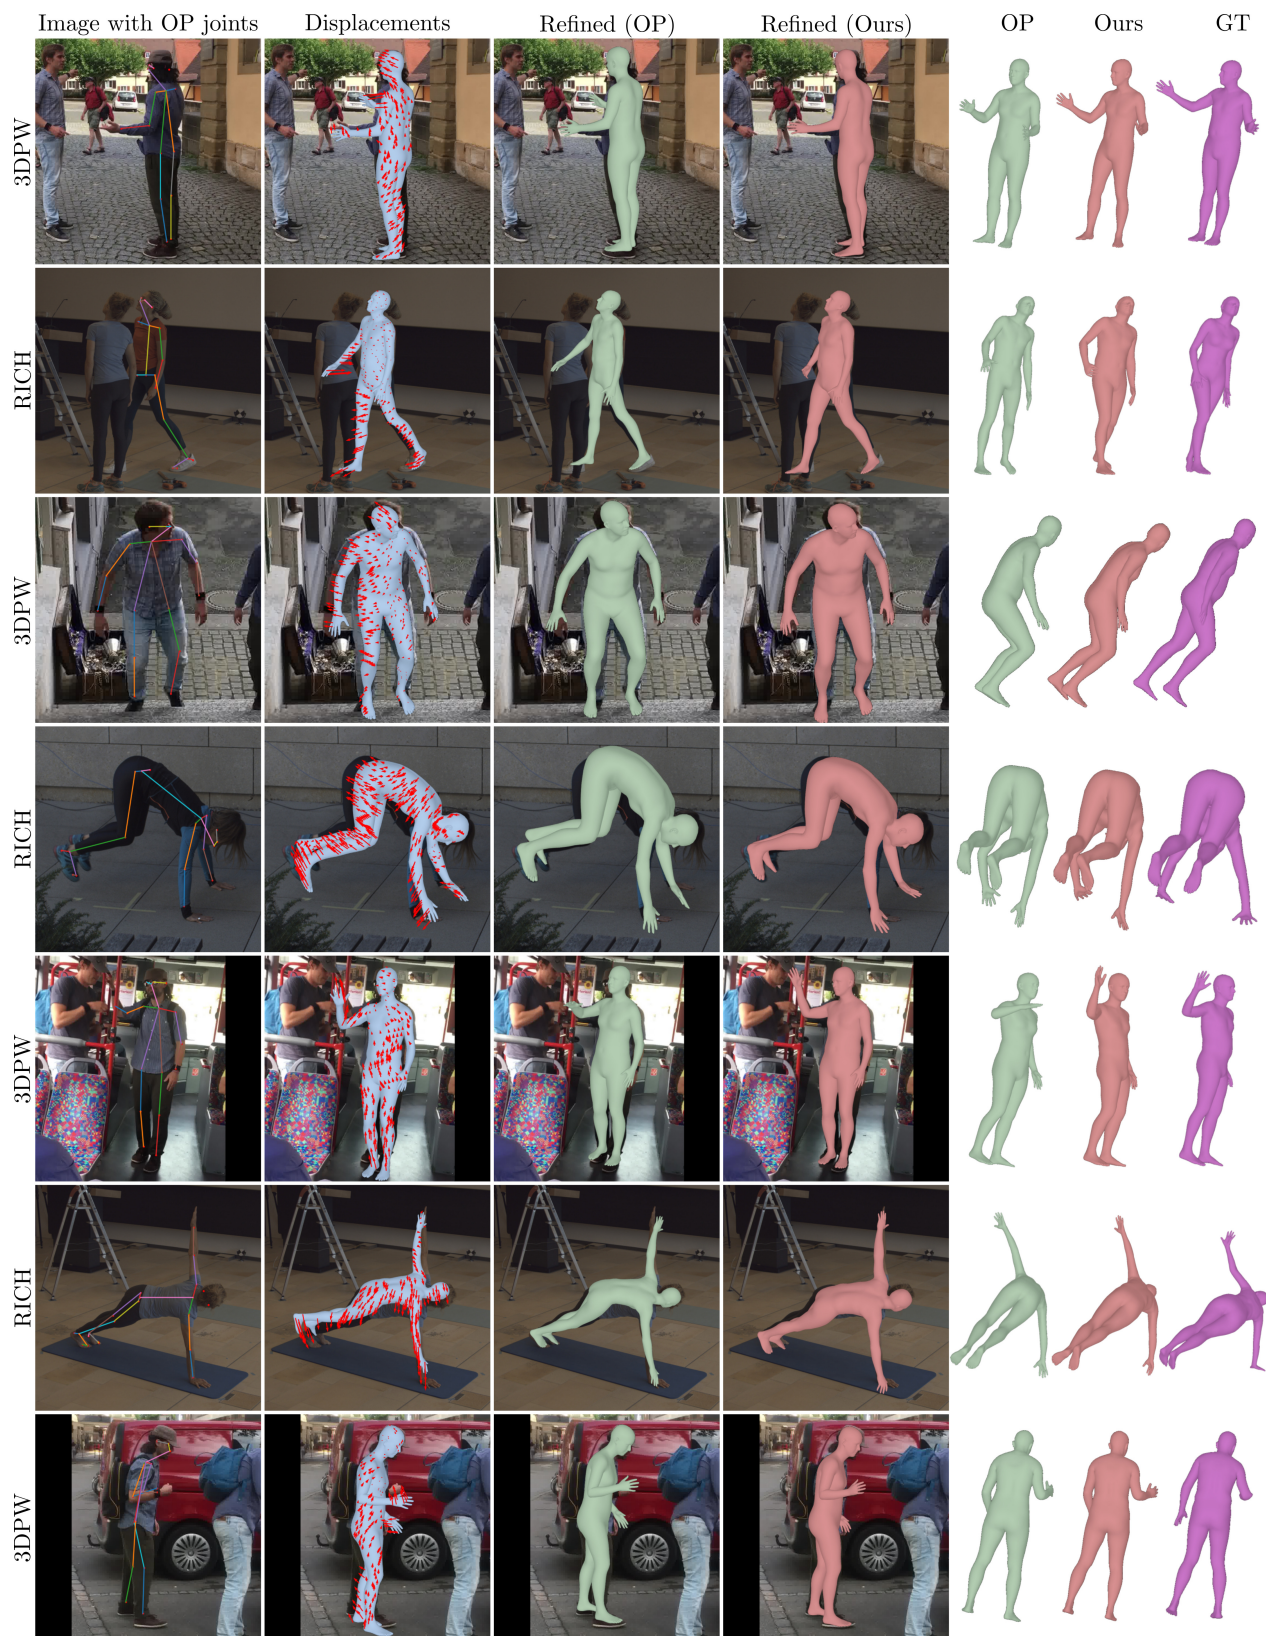 Image with OP joints Displacements Refined (OP) Refined (Ours) OP Ours GT
3DPW
RICH
3DPW
RICH
3DPW
RICH
3DPW